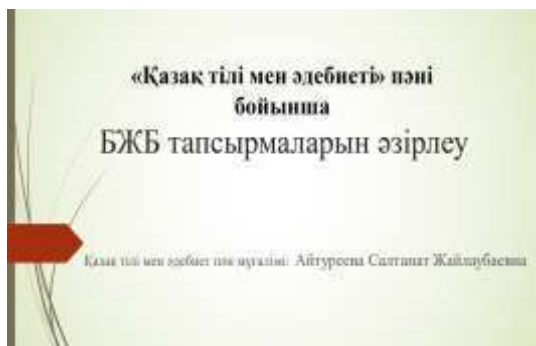 «Қазақ тілі мен әдебиеті» пәні
бойынша
БЖБ тапсырмаларын әзірлеу
Қазақ тілі мен әдебиет пән мұғалімі: Айтуреева Салтанат Жайлаубаевна